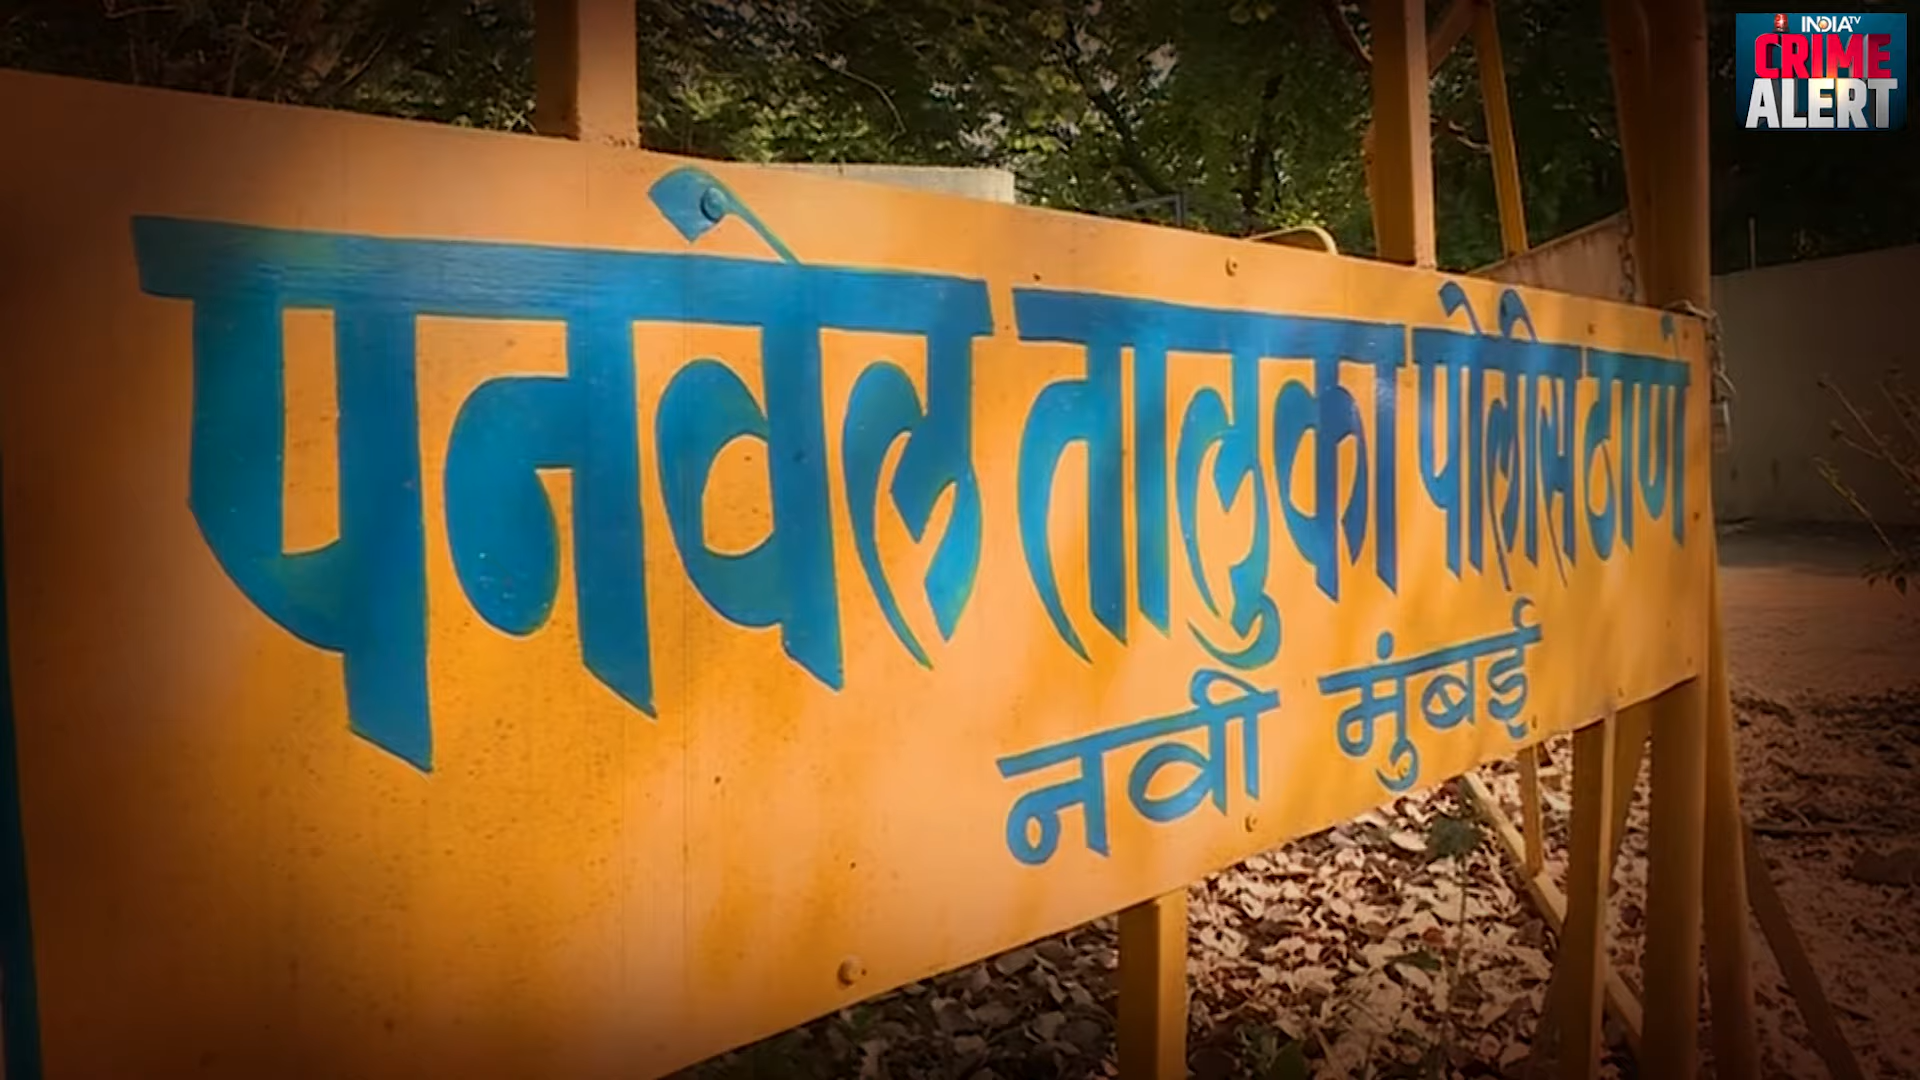 INDIA TV
CRIME
ALERT
पनवेल तालुका पोलीस ठाणे
नवी मुंबई